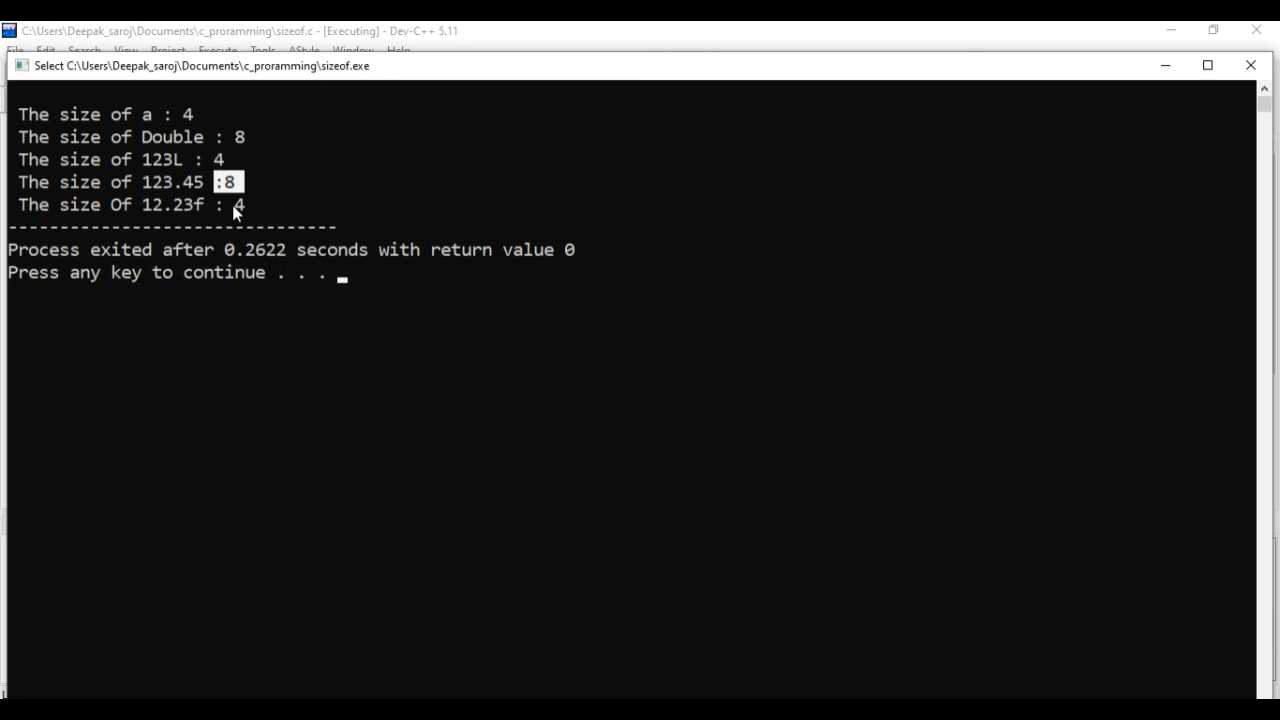 C:\Users\Deepak_saroj\Documents\c_proramming\sizeof.c - [Executing] - Dev-C++ 5.11
File Edit Search View Project Execute Tools AStyle Window Help
Select C:\Users\Deepak_saroj\Documents\c_proramming\sizeof.exe
The size of a : 4
The size of Double : 8
The size of 123L : 4
The size of 123.45 :8
The size Of 12.23f : 4
--------------------------------
Process exited after 0.2622 seconds with return value 0
Press any key to continue . . .